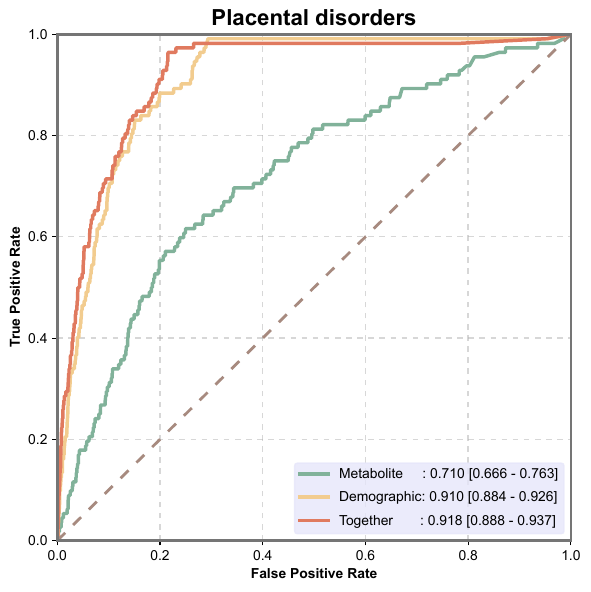 Placental disorders
True Positive Rate
1.0
0.8
0.6
0.4
0.2
0.0
Metabolite : 0.710 [0.666 - 0.763]
Demographic: 0.910 [0.884 - 0.926]
Together : 0.918 [0.888 - 0.937]
0.0 0.2 0.4 0.6 0.8 1.0
False Positive Rate